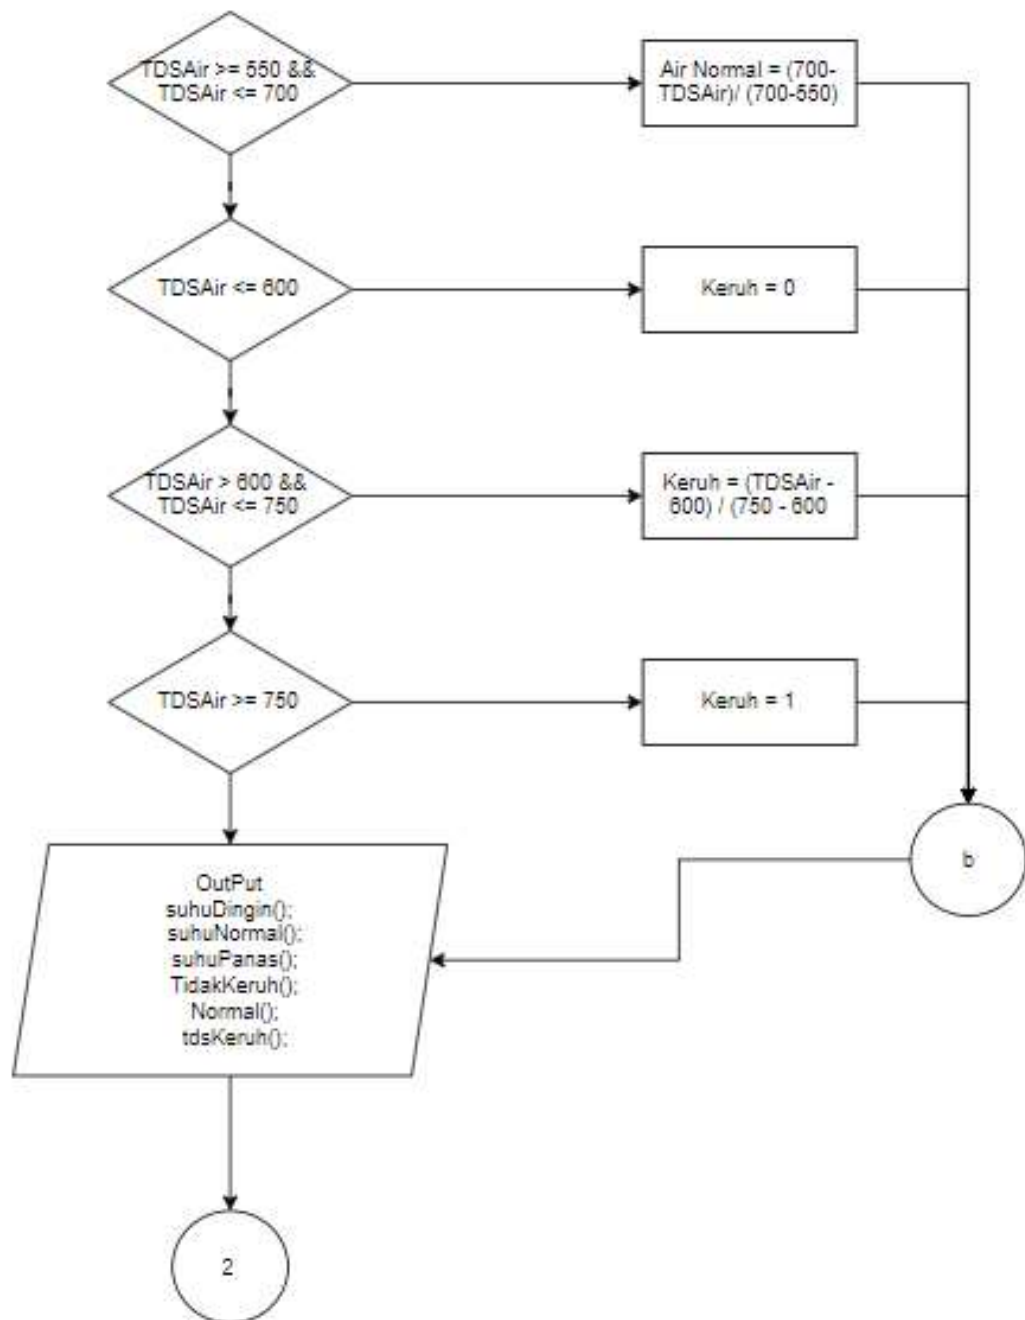 TDSAir >= 550 &&
TDSAir <= 700
Air Normal = (700-
TDSAir)/ (700-550)
TDSAir <= 600
Keruh = 0
TDSAir > 600 &&
TDSAir <= 750
Keruh = (TDSAir -
600) / (750 - 600
TDSAir >= 750
Keruh = 1
b
OutPut
suhuDingin();
suhuNormal();
suhuPanas();
TidakKeruh();
Normal();
tdsKeruh();
2